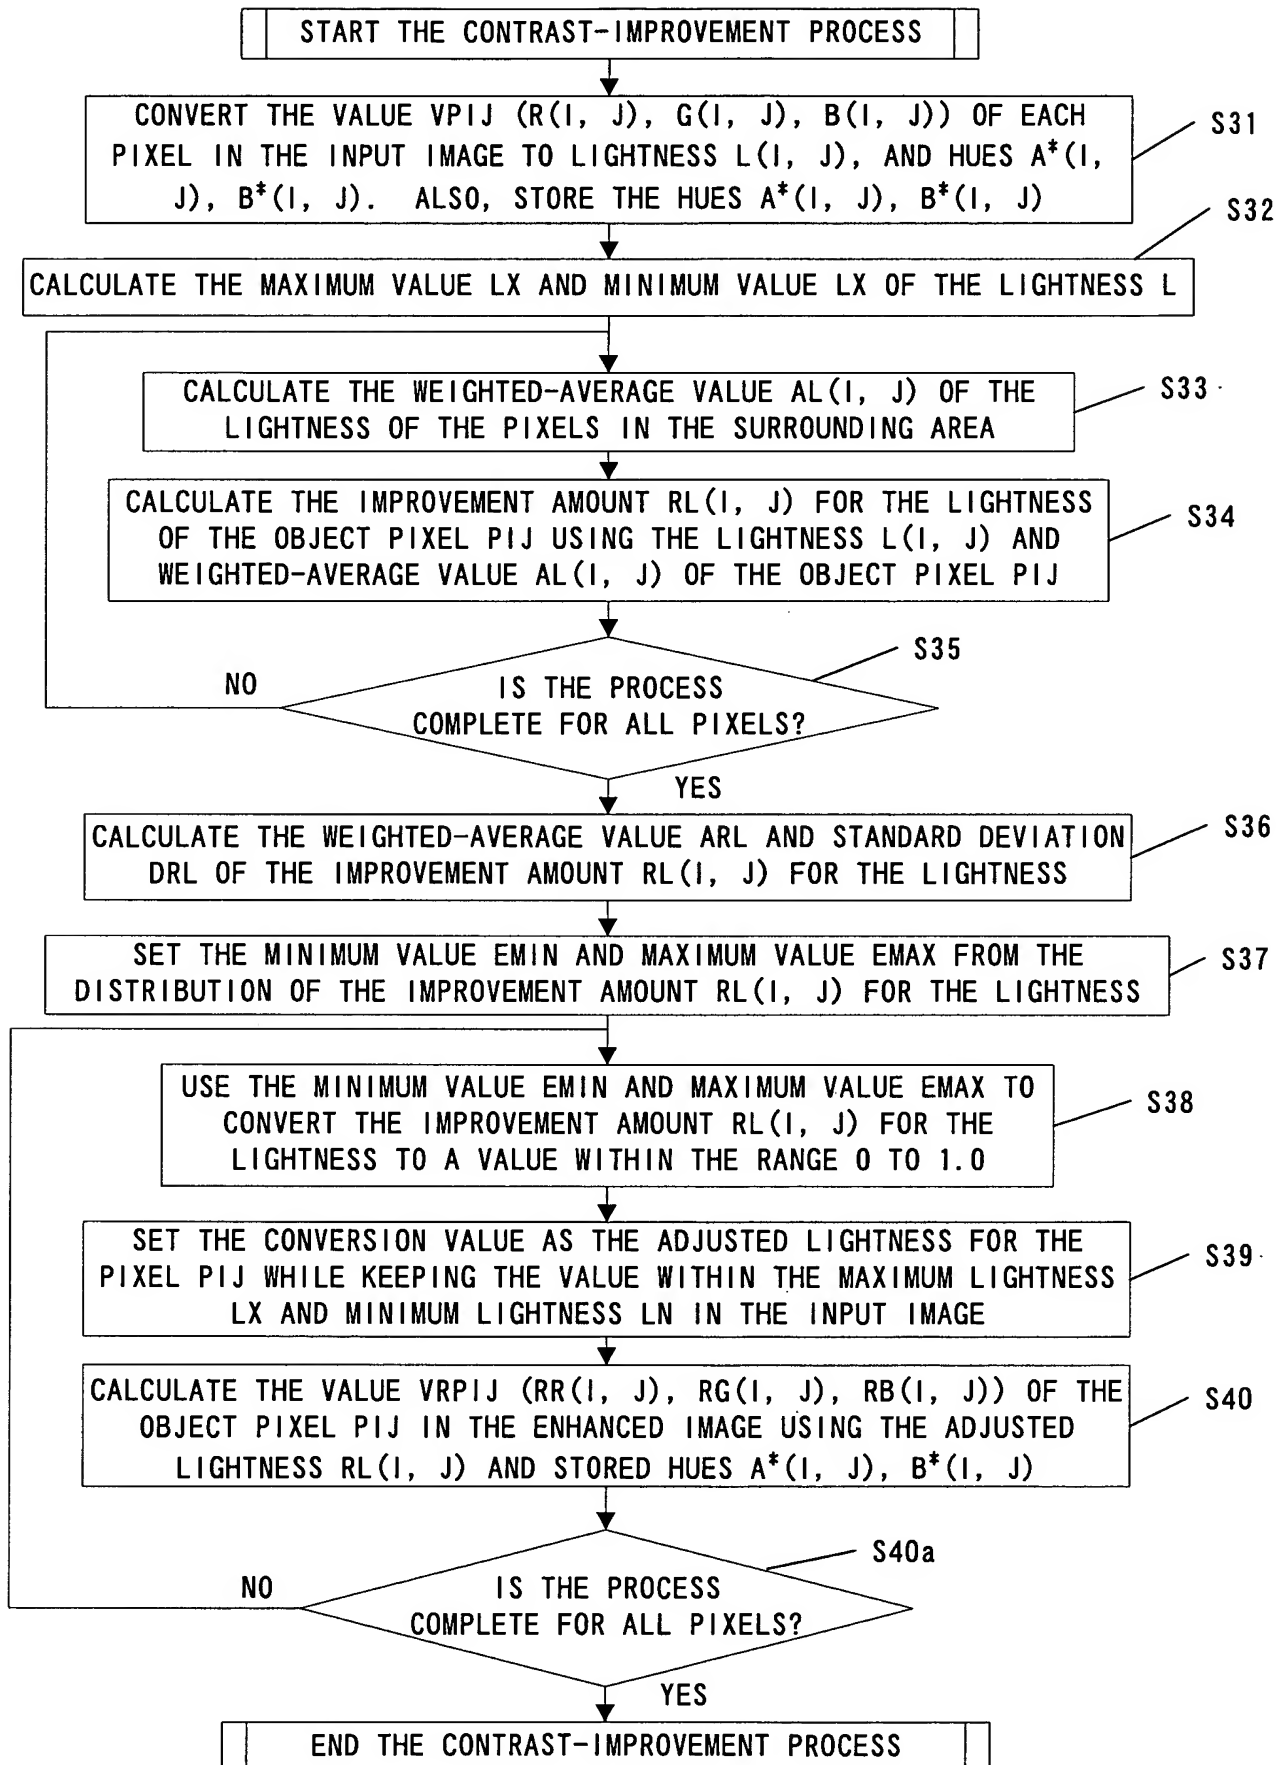 START THE CONTRAST-IMPROVEMENT PROCESS
CONVERT THE VALUE VPIJ (R(I, J), G(I, J), B(I, J)) OF EACH
PIXEL IN THE INPUT IMAGE TO LIGHTNESS L(I, J), AND HUES A*(I,
J), B*(I, J). ALSO, STORE THE HUES A*(I, J), B*(I, J)
S31
S32
CALCULATE THE MAXIMUM VALUE LX AND MINIMUM VALUE LX OF THE LIGHTNESS L
CALCULATE THE WEIGHTED-AVERAGE VALUE AL(I, J) OF THE
LIGHTNESS OF THE PIXELS IN THE SURROUNDING AREA
S33
CALCULATE THE IMPROVEMENT AMOUNT RL(I, J) FOR THE LIGHTNESS
OF THE OBJECT PIXEL PIJ USING THE LIGHTNESS L(I, J) AND
WEIGHTED-AVERAGE VALUE AL(I, J) OF THE OBJECT PIXEL PIJ
S34
S35
NO
IS THE PROCESS
COMPLETE FOR ALL PIXELS?
YES
CALCULATE THE WEIGHTED-AVERAGE VALUE ARL AND STANDARD DEVIATION
DRL OF THE IMPROVEMENT AMOUNT RL(I, J) FOR THE LIGHTNESS
S36
SET THE MINIMUM VALUE EMIN AND MAXIMUM VALUE EMAX FROM THE
DISTRIBUTION OF THE IMPROVEMENT AMOUNT RL(I, J) FOR THE LIGHTNESS
S37
USE THE MINIMUM VALUE EMIN AND MAXIMUM VALUE EMAX TO
CONVERT THE IMPROVEMENT AMOUNT RL(I, J) FOR THE
LIGHTNESS TO A VALUE WITHIN THE RANGE 0 TO 1.0
S38
SET THE CONVERSION VALUE AS THE ADJUSTED LIGHTNESS FOR THE
PIXEL PIJ WHILE KEEPING THE VALUE WITHIN THE MAXIMUM LIGHTNESS
LX AND MINIMUM LIGHTNESS LN IN THE INPUT IMAGE
S39
CALCULATE THE VALUE VRPIJ (RR(I, J), RG(I, J), RB(I, J)) OF THE
OBJECT PIXEL PIJ IN THE ENHANCED IMAGE USING THE ADJUSTED
LIGHTNESS RL(I, J) AND STORED HUES A*(I, J), B*(I, J)
S40
S40a
NO
IS THE PROCESS
COMPLETE FOR ALL PIXELS?
YES
END THE CONTRAST-IMPROVEMENT PROCESS